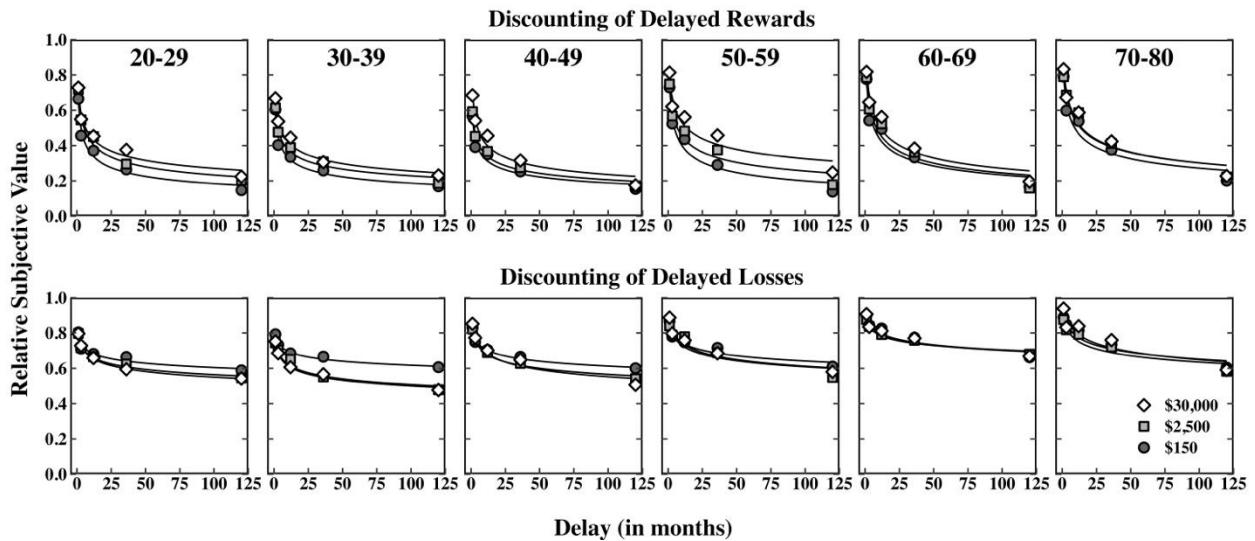 Discounting of Delayed Rewards
20-29 30-39 40-49 50-59 60-69 70-80
1.0
0.8
0.6
0.4
0.2
0.0
0 25 50 75 100 125 0 25 50 75 100 125 0 25 50 75 100 125 0 25 50 75 100 125 0 25 50 75 100 125 0 25 50 75 100 125
Relative Subjective Value
Discounting of Delayed Losses
1.0
0.8
0.6
0.4
0.2
0.0
$30,000
$2,500
$150
0 25 50 75 100 125 0 25 50 75 100 125 0 25 50 75 100 125 0 25 50 75 100 125 0 25 50 75 100 125 0 25 50 75 100 125
Delay (in months)